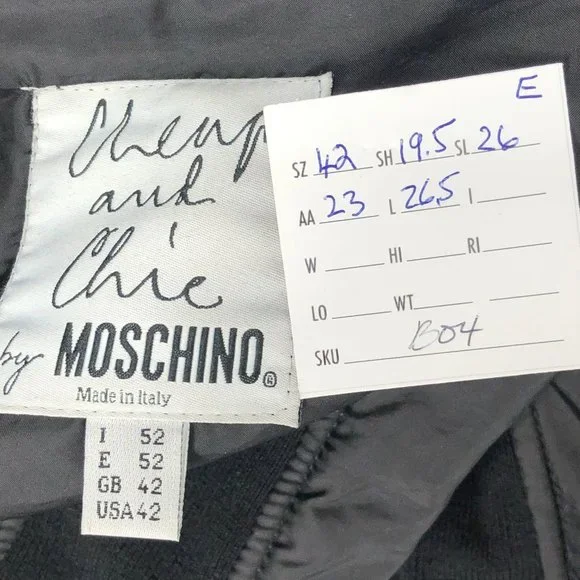 Cheap
and
Chic
by MOSCHINO®
Made in Italy
I 52
E 52
GB 42
USA 42
E
SZ 42 SH 19.5 SL 26
AA 23 L 26.5 I
W HI RI
LO WT
SKU B04